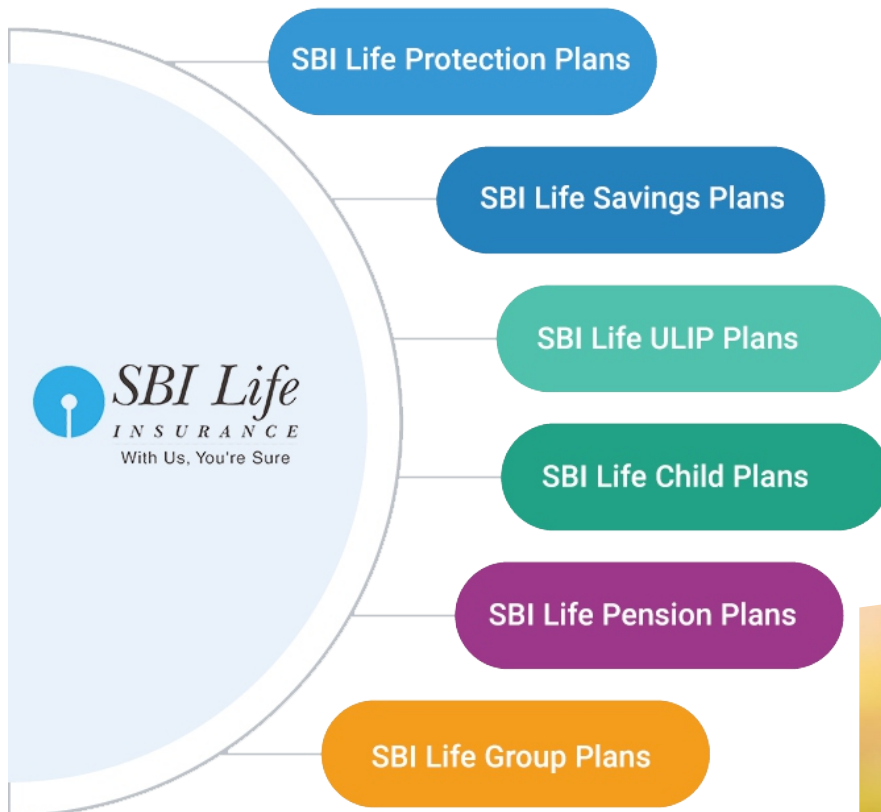 SBI Life Protection Plans
SBI Life Savings Plans
SBI Life ULIP Plans
SBI Life
INSURANCE
With Us, You're Sure
SBI Life Child Plans
SBI Life Pension Plans
SBI Life Group Plans